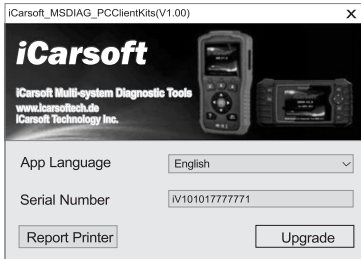 iCarsoft_MSDIAG_PCClientKits(V1.00)
iCarsoft
iCarsoft Multi-system Diagnostic Tools
www.icarsoftech.de
iCarsoft Technology Inc.
App Language
English
Serial Number
iV101017777771
Report Printer
Upgrade